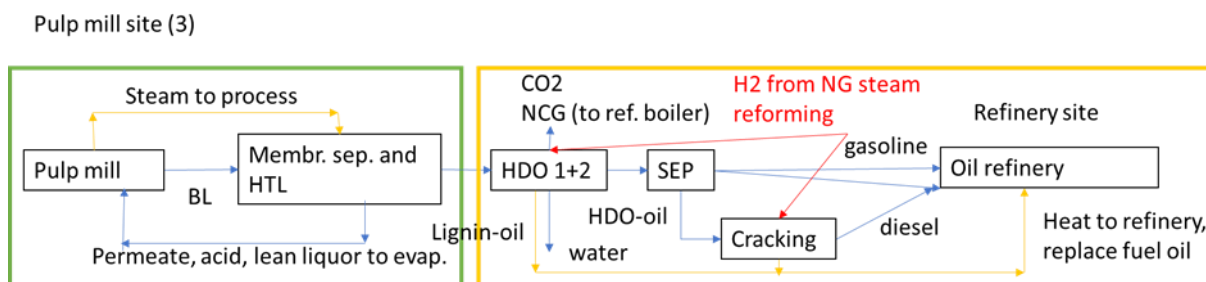 Pulp mill site (3)
Steam to process
Pulp mill
BL
Membr. sep. and
HTL
Permeate, acid, lean liquor to evap.
Lignin-oil
CO2
NCG (to ref. boiler)
H2 from NG steam
reforming
Refinery site
HDO 1+2
SEP
gasoline
Oil refinery
HDO-oil
Cracking
diesel
water
Heat to refinery,
replace fuel oil